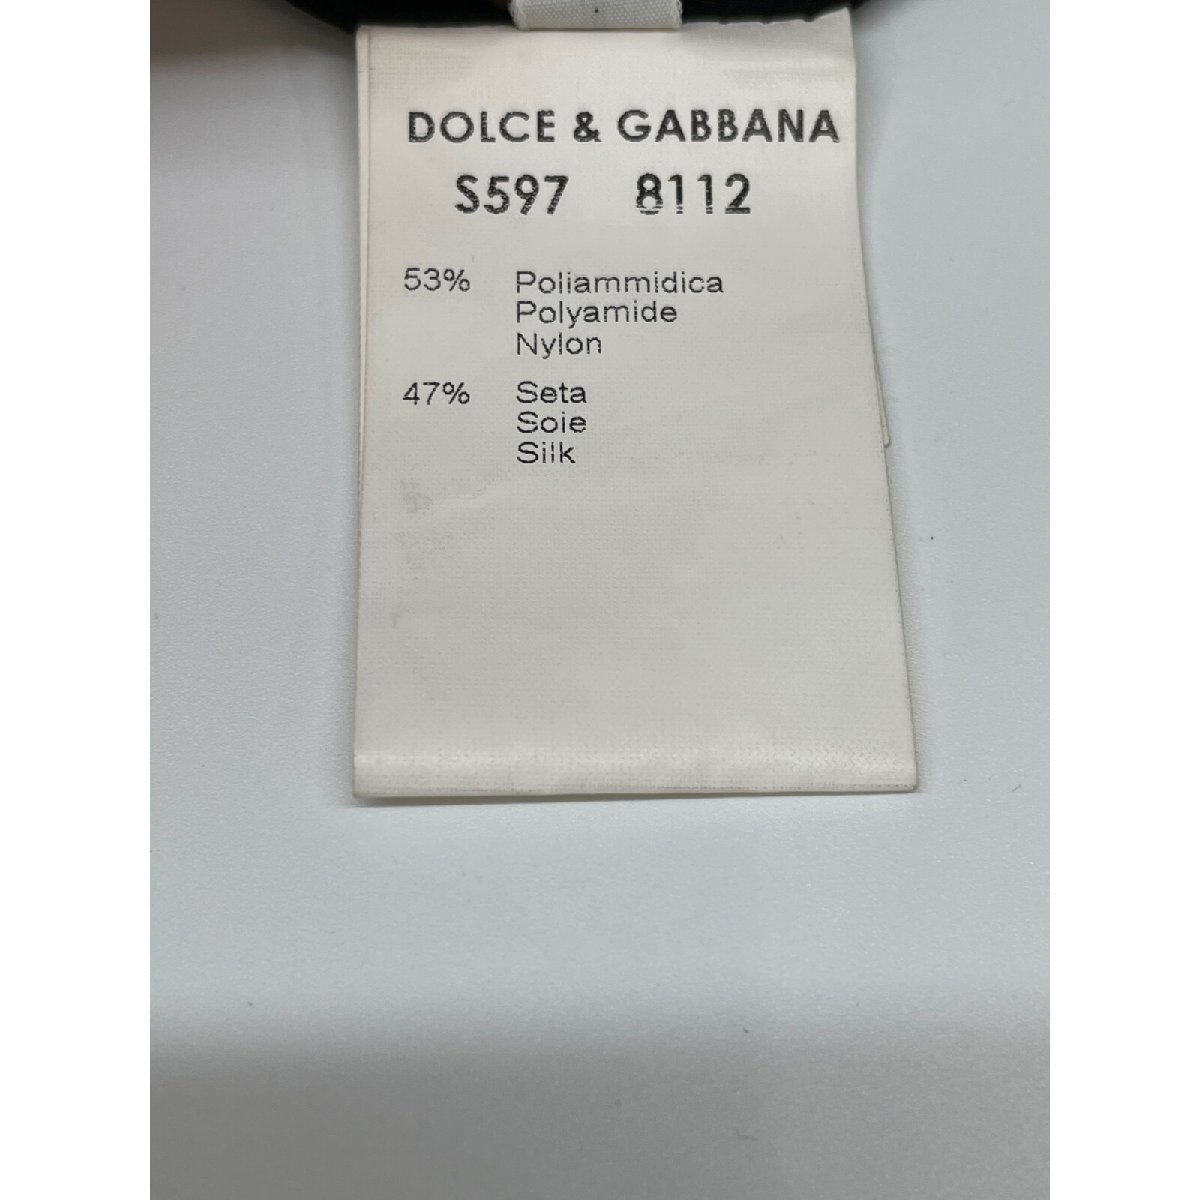 DOLCE & GABBANA
S597 8112
53% Poliammidica
Polyamide
Nylon
47% Seta
Soie
Silk